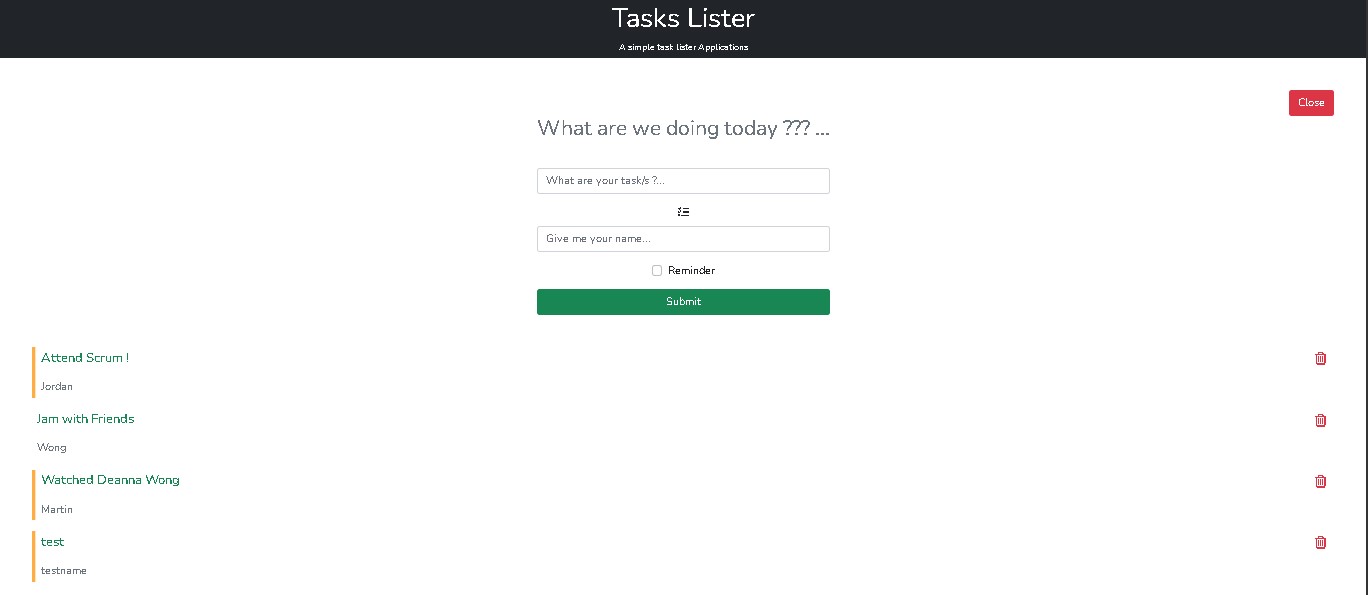 Tasks Lister
A simple task lister Applications
Close
What are we doing today ??? ...
What are your task/s ?...
Give me your name...
Reminder
Submit
Attend Scrum !
Jordan
Jam with Friends
Wong
Watched Deanna Wong
Martin
test
testname